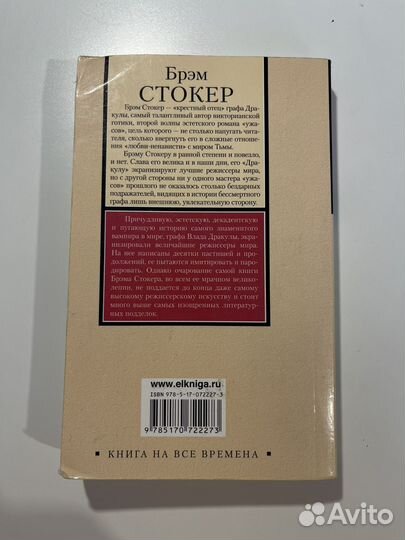 Брэм
СТОКЕР
Брэм Стокер — «крестный отец» графа Дра-
кулы, самый талантливый автор викторианской
готики, второй волны эстетского романа «ужа-
сов», цель которого — не столько напугать чита-
теля, сколько ввергнуть его в сложные отношения
«любви-ненависти» с миром Тьмы.
Брэму Стокеру в равной степени и повезло,
и нет. Слава его велика и в наши дни, его «Дра-
кулу» экранизируют лучшие режиссеры мира,
но с другой стороны ни у одного мастера «ужа-
сов» прошлого не оказалось столько бездарных
подражателей, видящих в истории бессмертного
графа лишь внешнюю, увлекательную сторону.
Причудливую, эстетскую, декадентскую
и пугающую историю самого знаменитого
вампира в мире, графа Влада Дракулы, экра-
низировали величайшие режиссеры мира.
На нее написаны десятки пастишей и про-
должений, ее пытаются имитировать и паро-
дировать. Однако очарование самой книги
Брэма Стокера, во всем ее мрачном велико-
лепии, не поддается до конца даже самому
высокому режиссерскому искусству и стоит
много выше самых изощренных литератур-
ных подделок.
www.elkniga.ru
ISBN 978-5-17-072227-3
9 785170 722273
КНИГА НА ВСЕ ВРЕМЕНА
Avito